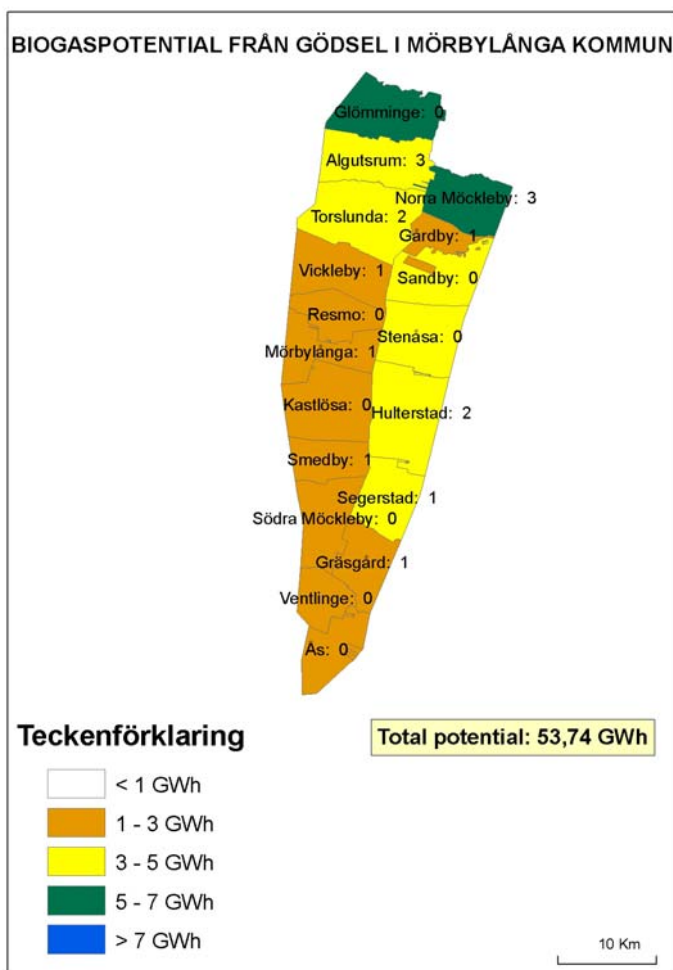 BIOGASPOTENTIAL FRÅN GÖDSEL I MÖRBYLÅNGA KOMMUN
Glömminge: 0
Algutsrum: 3
Norra Möckleby: 3
Torslunda: 2
Gårdby: 1
Vickleby: 1
Sandby: 0
Resmo: 0
Stenåsa: 0
Mörbylånga: 1
Kastlösa: 0
Hulterstad: 2
Smedby: 1
Segerstad: 1
Södra Möckleby: 0
Gräsgård: 1
Ventlinge: 0
Ås: 0
Teckenförklaring
Total potential: 53,74 GWh
< 1 GWh
1 - 3 GWh
3 - 5 GWh
5 - 7 GWh
> 7 GWh
10 Km